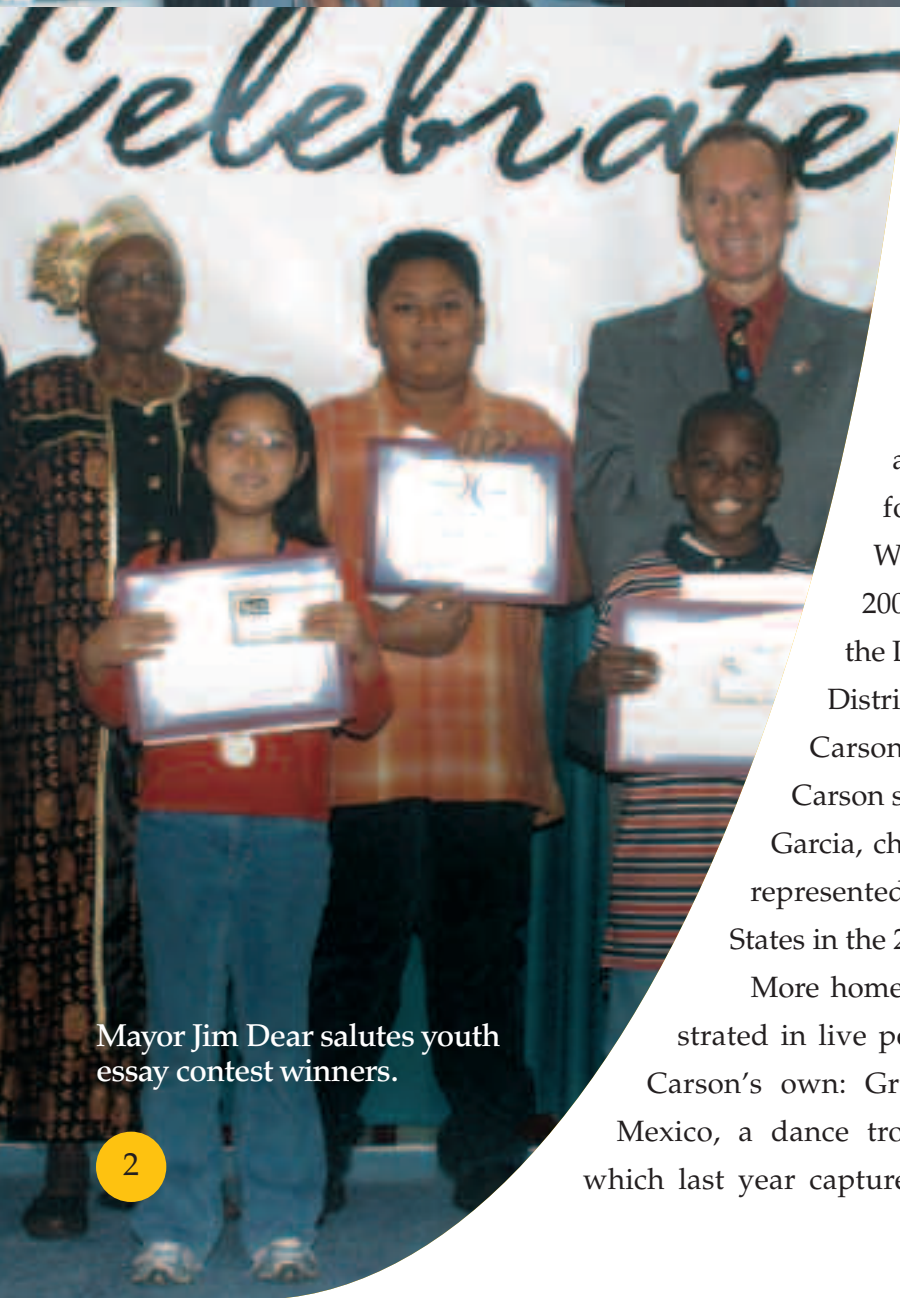 Celebrate
a
fo
W
200
the
Distri
Carson
Carson s
Garcia, ch
represented
States in the 2
More home
strated in live pe
Carson's own: Gr
Mexico, a dance tro
which last year capture
Mayor Jim Dear salutes youth
essay contest winners.
2